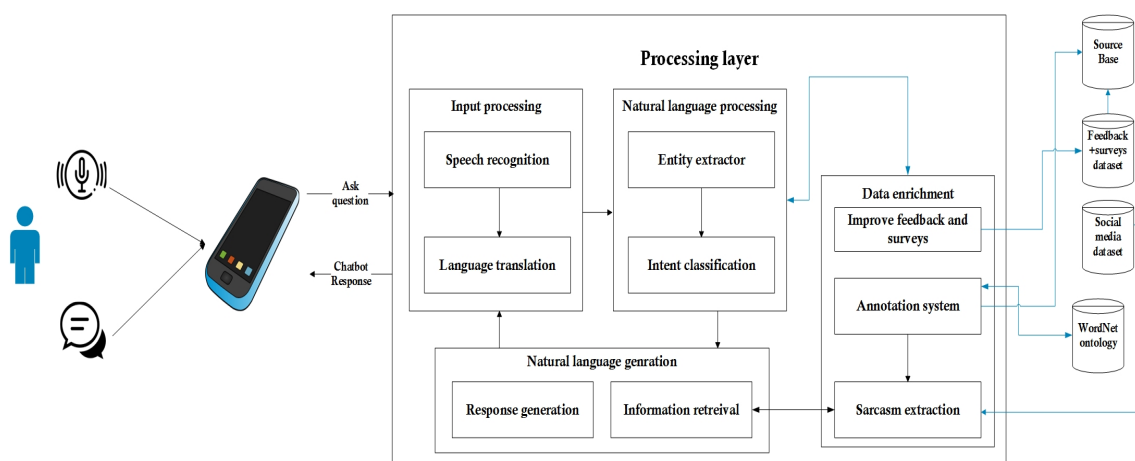 Processing layer
Input processing
Speech recognition
Language translation
Natural language processing
Entity extractor
Intent classification
Ask
question
Chatbot
Response
Natural language genration
Response generation
Information retreival
Data enrichment
Improve feedback and
surveys
Annotation system
Sarcasm extraction
Source
Base
Feedback
+surveys
dataset
Social
media
dataset
WordNet
ontology